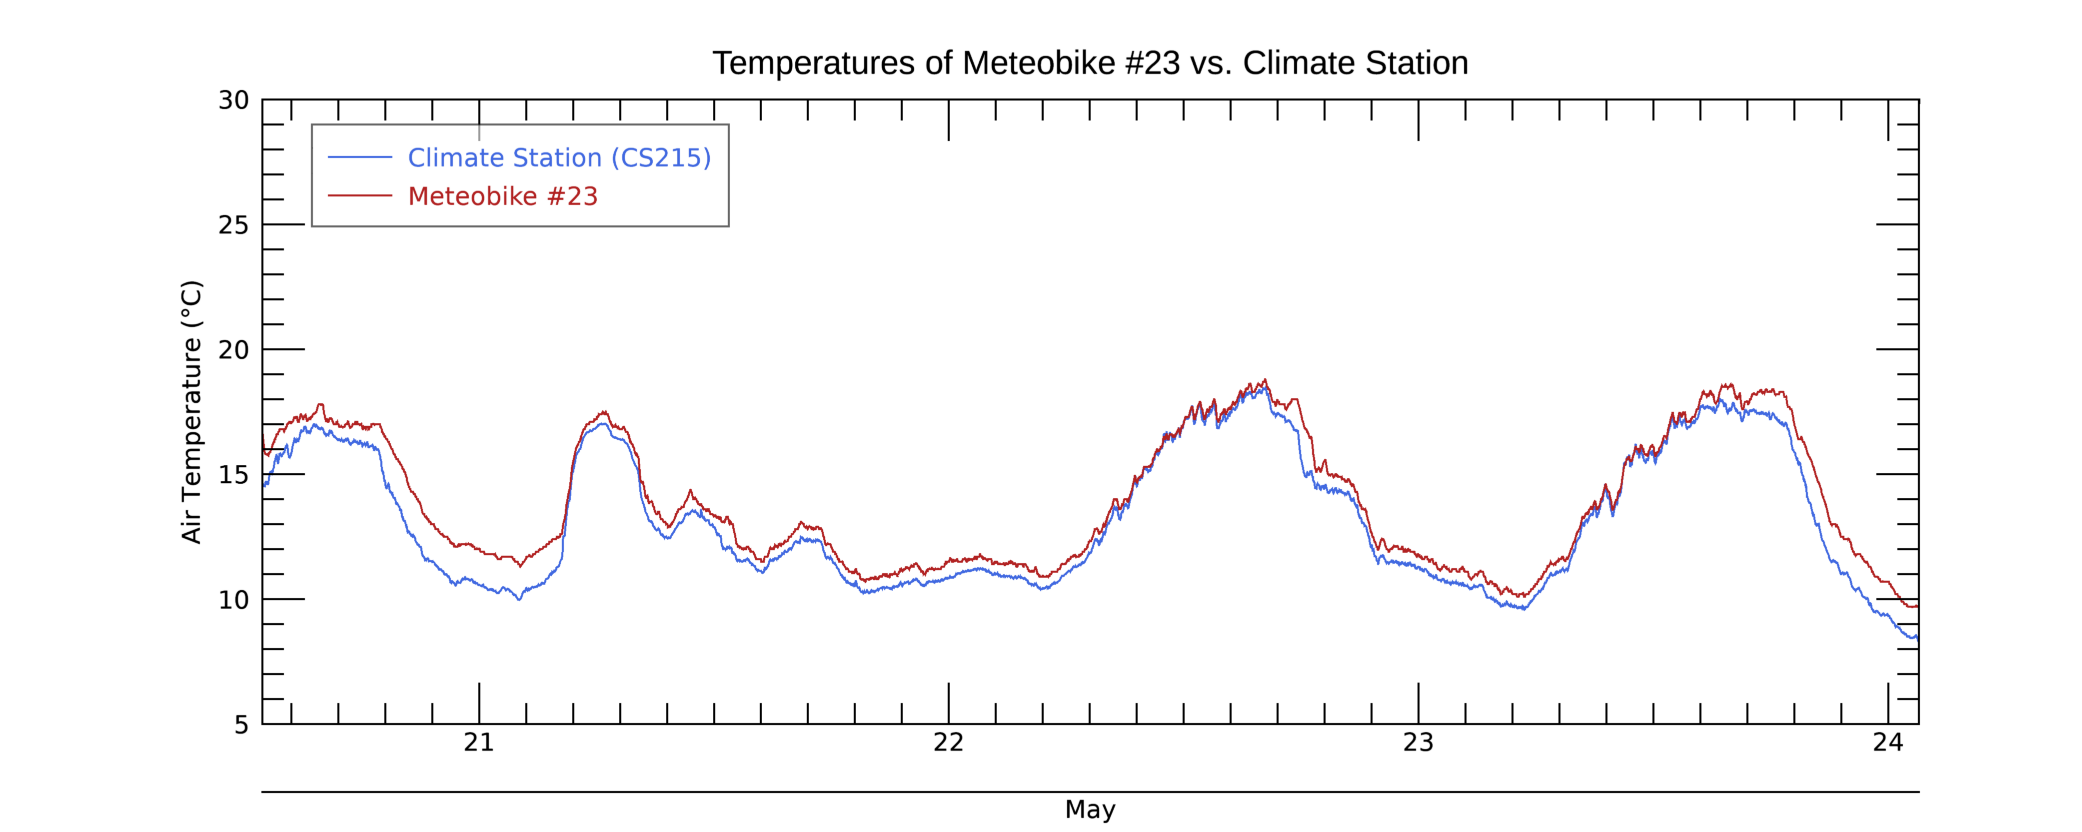 Temperatures of Meteobike #23 vs. Climate Station
30
25
20
15
10
5
Air Temperature (°C)
Climate Station (CS215)
Meteobike #23
21 22 23 24
May